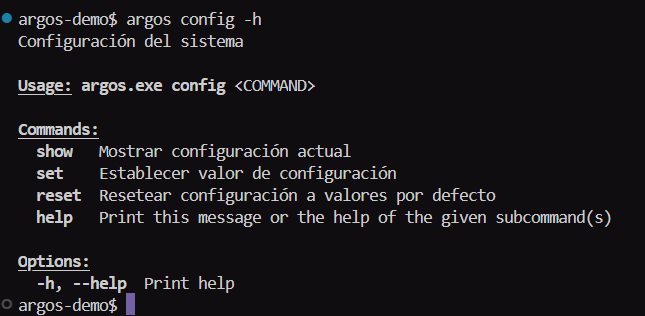 argos-demo$ argos config -h
Configuración del sistema
Usage: argos.exe config <COMMAND>
Commands:
show Mostrar configuración actual
set Establecer valor de configuración
reset Resetear configuración a valores por defecto
help Print this message or the help of the given subcommand(s)
Options:
-h, --help Print help
argos-demo$